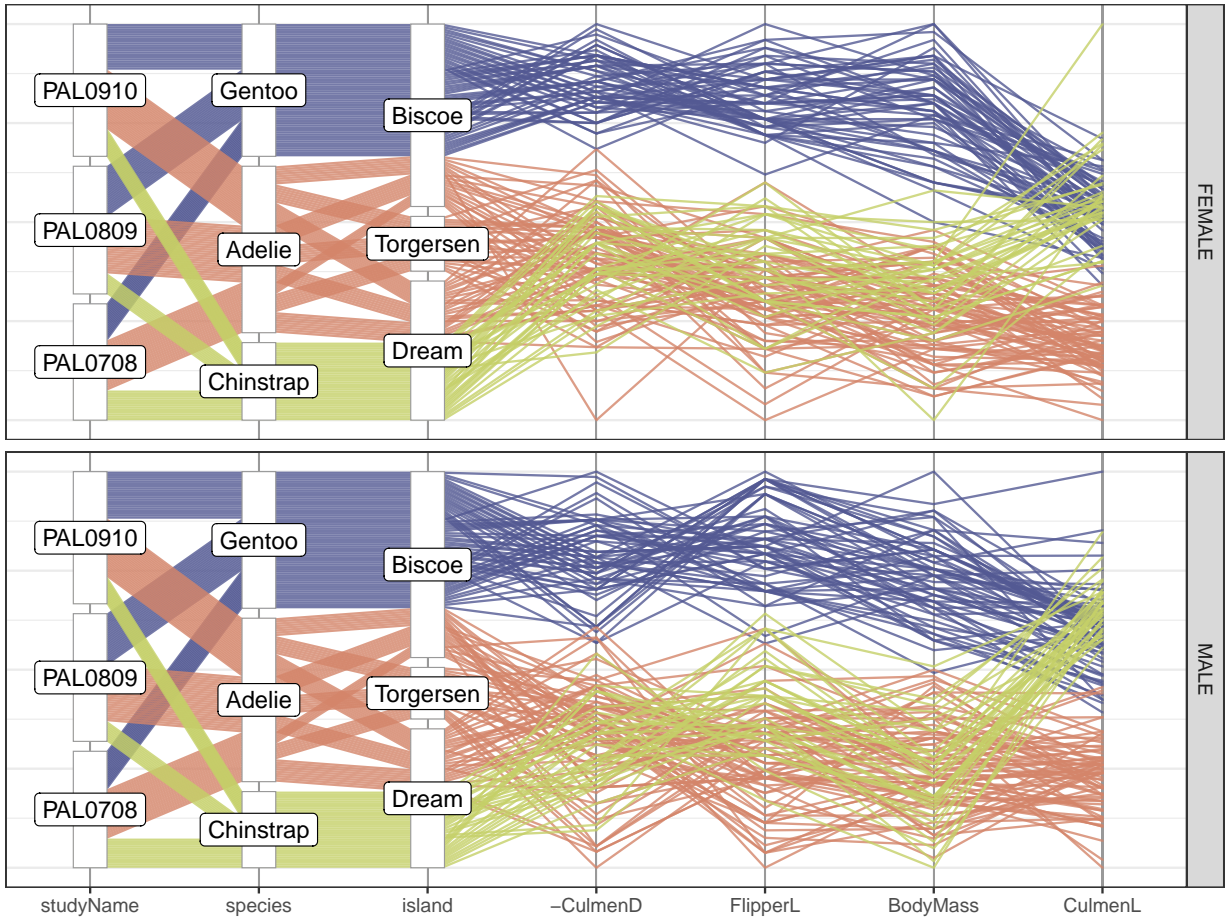 PAL0910
Gentoo
Biscoe
PAL0809
Adelie
Torgersen
PAL0708
Chinstrap
Dream
FEMALE
PAL0910
Gentoo
Biscoe
PAL0809
Adelie
Torgersen
PAL0708
Chinstrap
Dream
MALE
studyName species island −CulmenD FlipperL BodyMass CulmenL